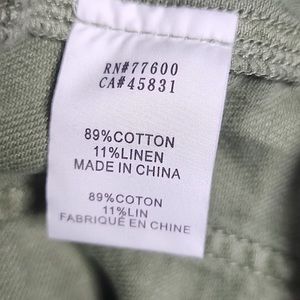 RN#77600
CA#45831
89%COTTON
11%LINEN
MADE IN CHINA
89%COTON
11%LIN
FABRIQUÉ EN CHINE